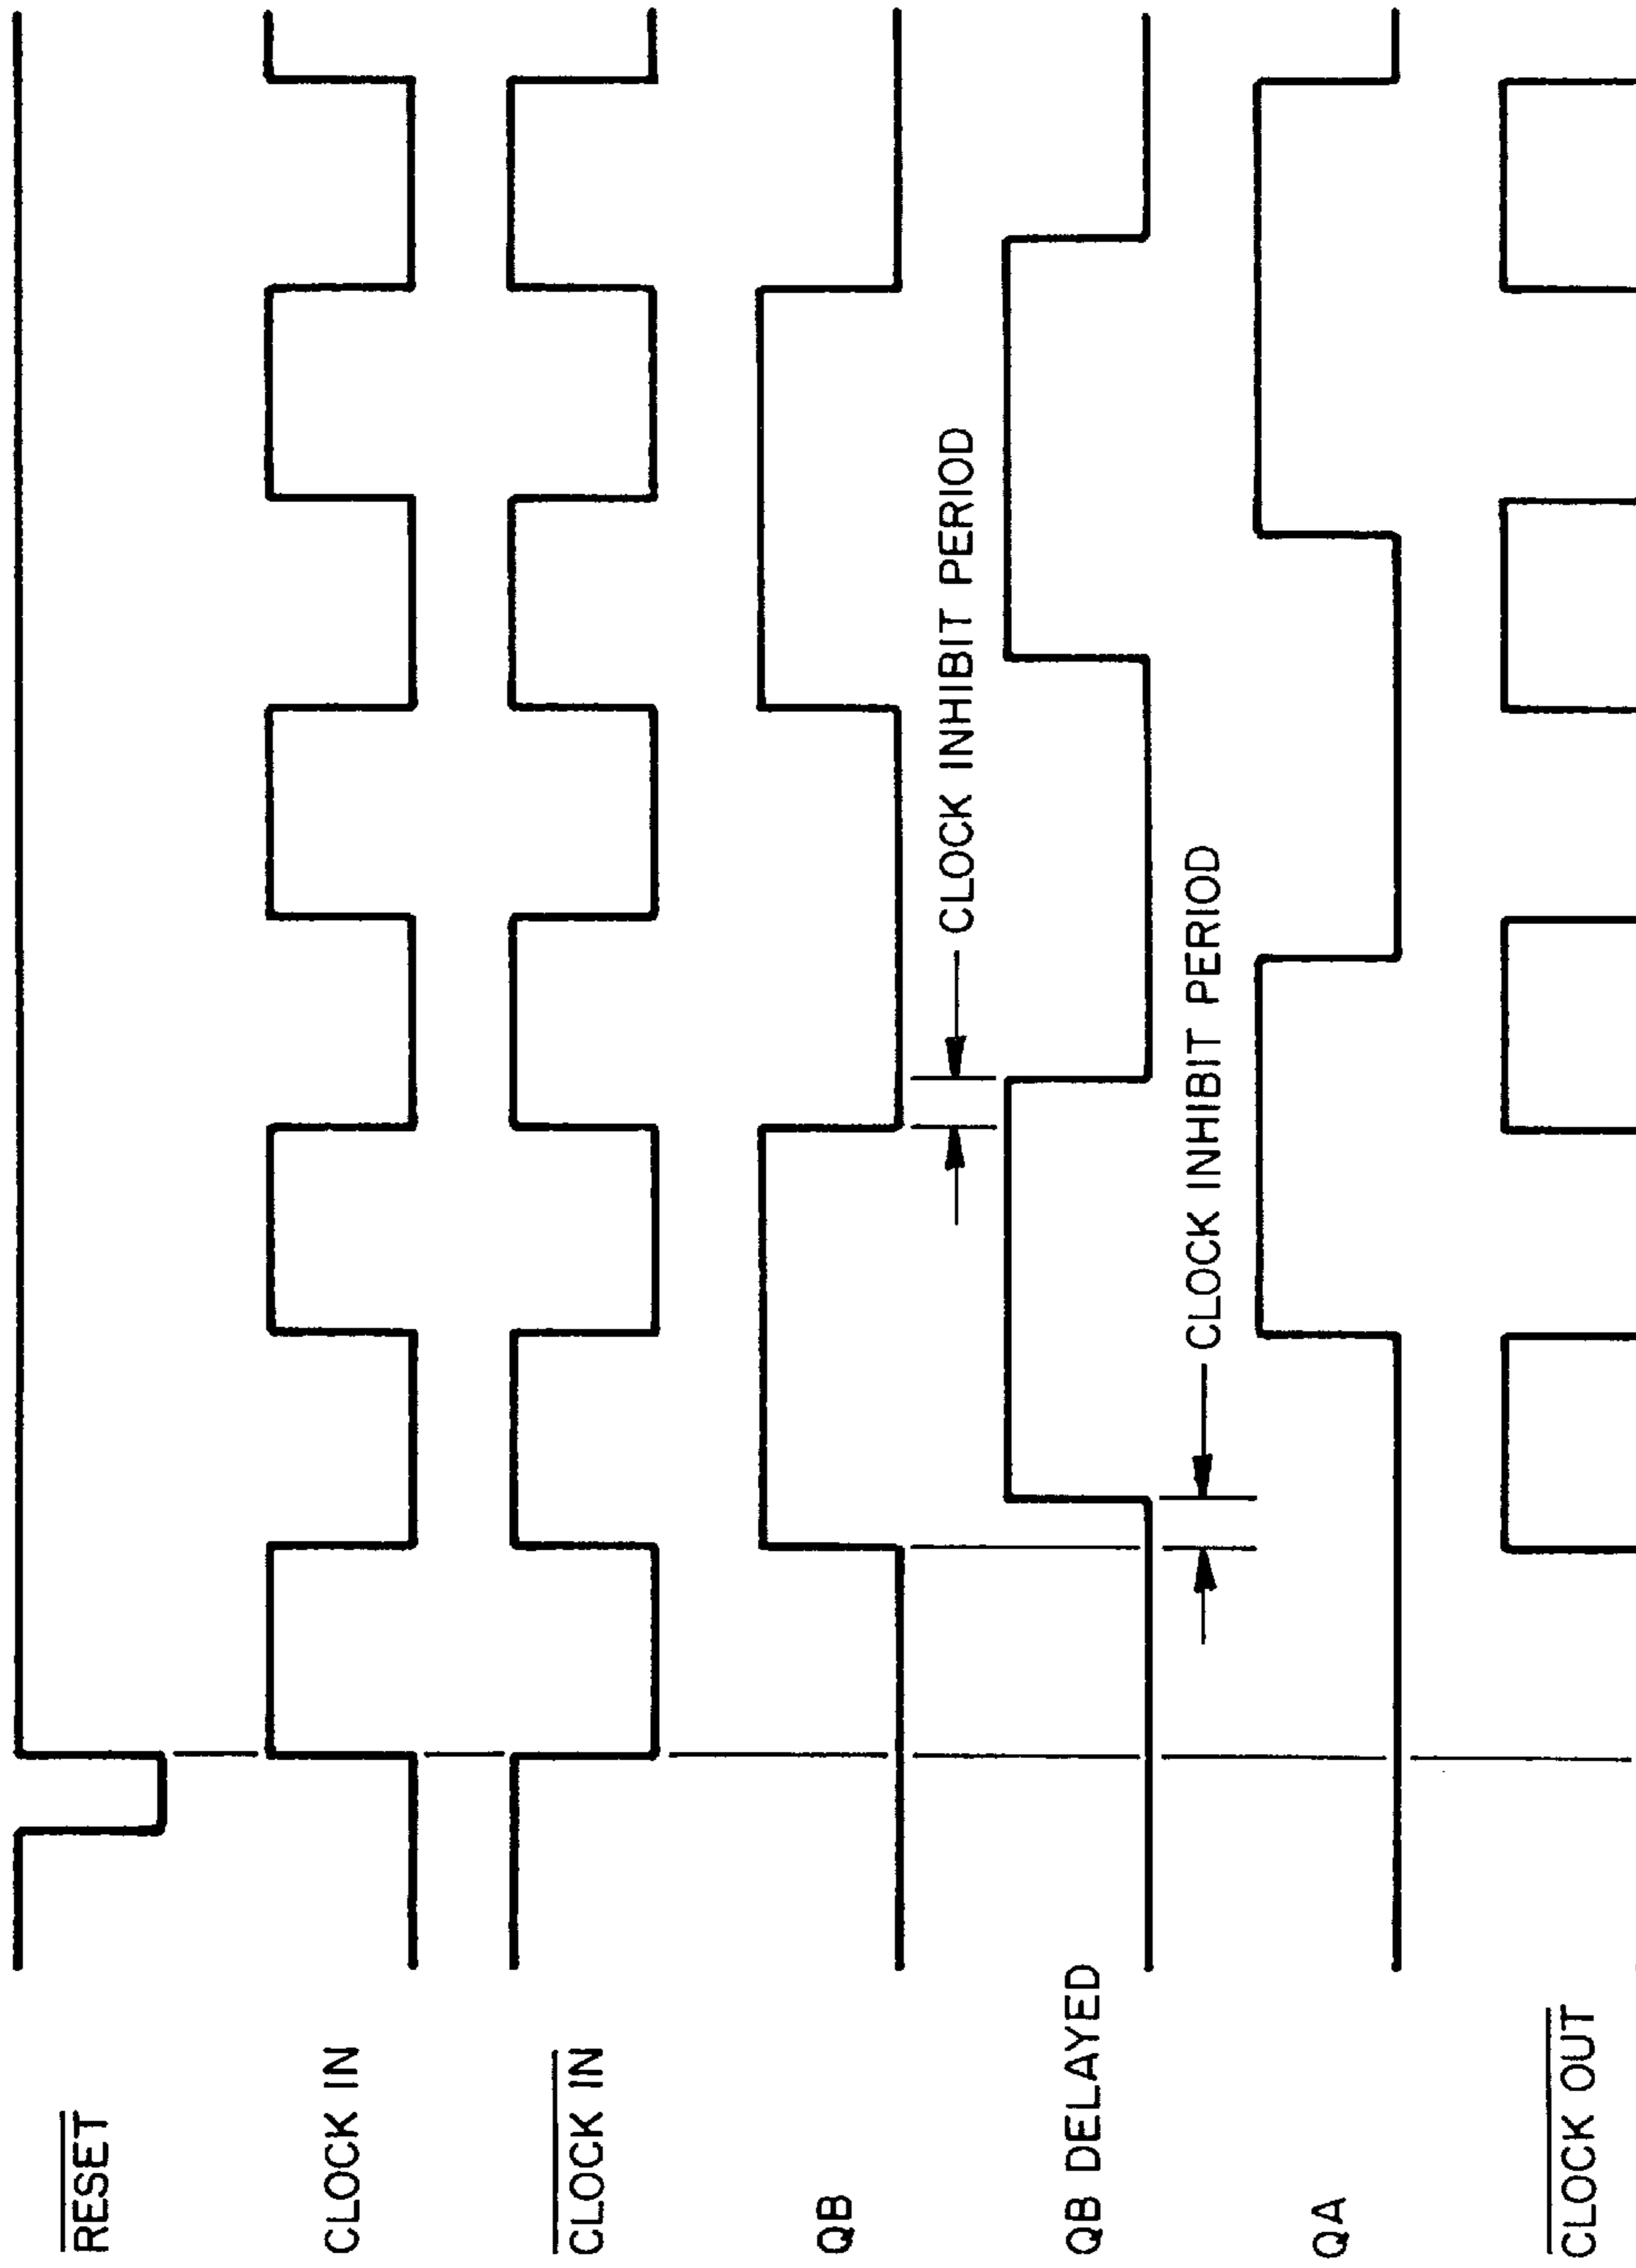 RESET
CLOCK IN
CLOCK IN
QB
CLOCK INHIBIT PERIOD
QB DELAYED
CLOCK INHIBIT PERIOD
QA
CLOCK OUT